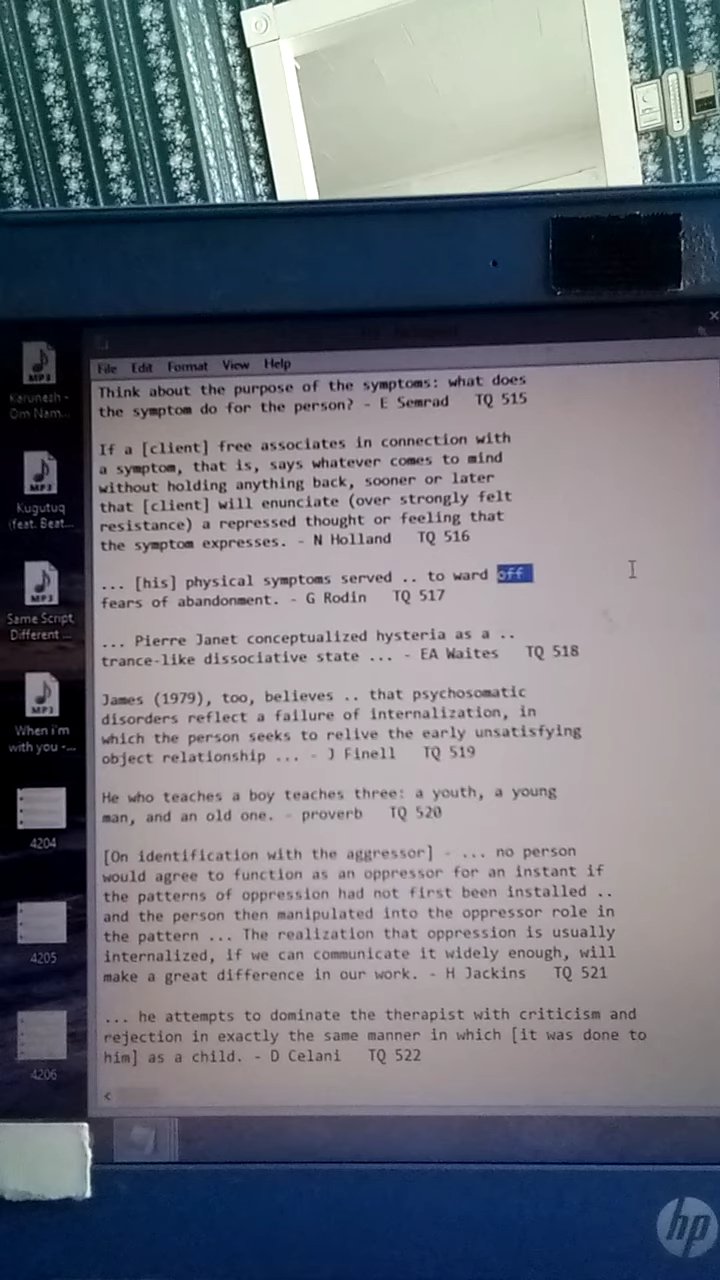 File Edit Format View Help
Think about the purpose of the symptoms: what does
the symptom do for the person? - E Semrad TQ 515
If a [client] free associates in connection with
a symptom, that is, says whatever comes to mind
without holding anything back, sooner or later
that [client] will enunciate (over strongly felt
resistance) a repressed thought or feeling that
the symptom expresses. - N Holland TQ 516
... [his] physical symptoms served .. to ward off
fears of abandonment. - G Rodin TQ 517
... Pierre Janet conceptualized hysteria as a ..
trance-like dissociative state ... - EA Waites TQ 518
James (1979), too, believes .. that psychosomatic
disorders reflect a failure of internalization, in
which the person seeks to relive the early unsatisfying
object relationship ... - J Finell TQ 519
He who teaches a boy teaches three: a youth, a young
man, and an old one. - proverb TQ 520
[On identification with the aggressor] - ... no person
would agree to function as an oppressor for an instant if
the patterns of oppression had not first been installed ..
and the person then manipulated into the oppressor role in
the pattern ... The realization that oppression is usually
internalized, if we can communicate it widely enough, will
make a great difference in our work. - H Jackins TQ 521
... he attempts to dominate the therapist with criticism and
rejection in exactly the same manner in which [it was done to
him] as a child. - D Celani TQ 522
MP3
Karunesh -
Om Nam...
MP3
Kugutuq
(feat. Beat...
MP3
Same Script,
Different ...
MP3
When i'm
with you -...
4204
4205
4206
hp